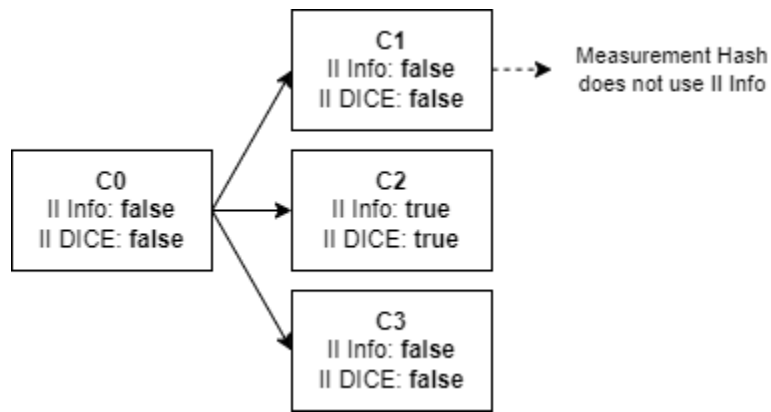 C1
II Info: false
II DICE: false
Measurement Hash
does not use II Info
C0
II Info: false
II DICE: false
C2
II Info: true
II DICE: true
C3
II Info: false
II DICE: false